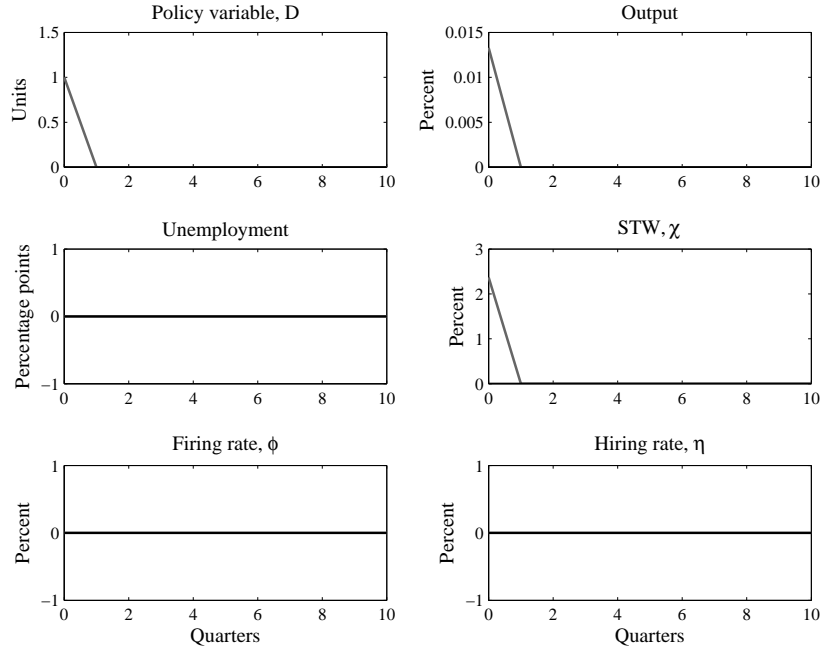 Policy variable, D
Units
1.5
1
0.5
0
0 2 4 6 8 10
Output
Percent
0.015
0.01
0.005
0
0 2 4 6 8 10
Unemployment
Percentage points
1
0
−1
0 2 4 6 8 10
STW, χ
Percent
3
2
1
0
0 2 4 6 8 10
Firing rate, ϕ
Percent
1
0
−1
0 2 4 6 8 10
Quarters
Hiring rate, η
Percent
1
0
−1
0 2 4 6 8 10
Quarters